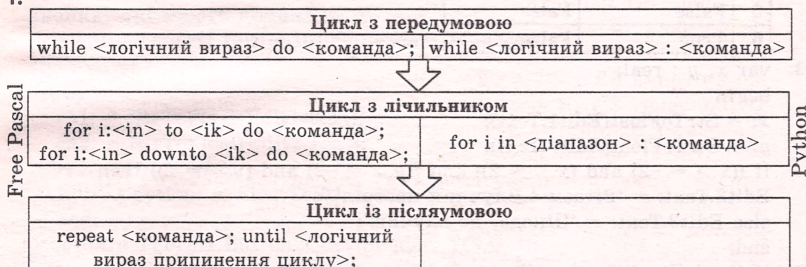 Цикл з передумовою
while <логічний вираз> do <команда>;
while <логічний вираз> : <команда>
Free Pascal
Python
Цикл з лічильником
for i:<in> to <ik> do <команда>;
for i:<in> downto <ik> do <команда>;
for i in <діапазон> : <команда>
Цикл із післяумовою
repeat <команда>; until <логічний
вираз припинення циклу>;